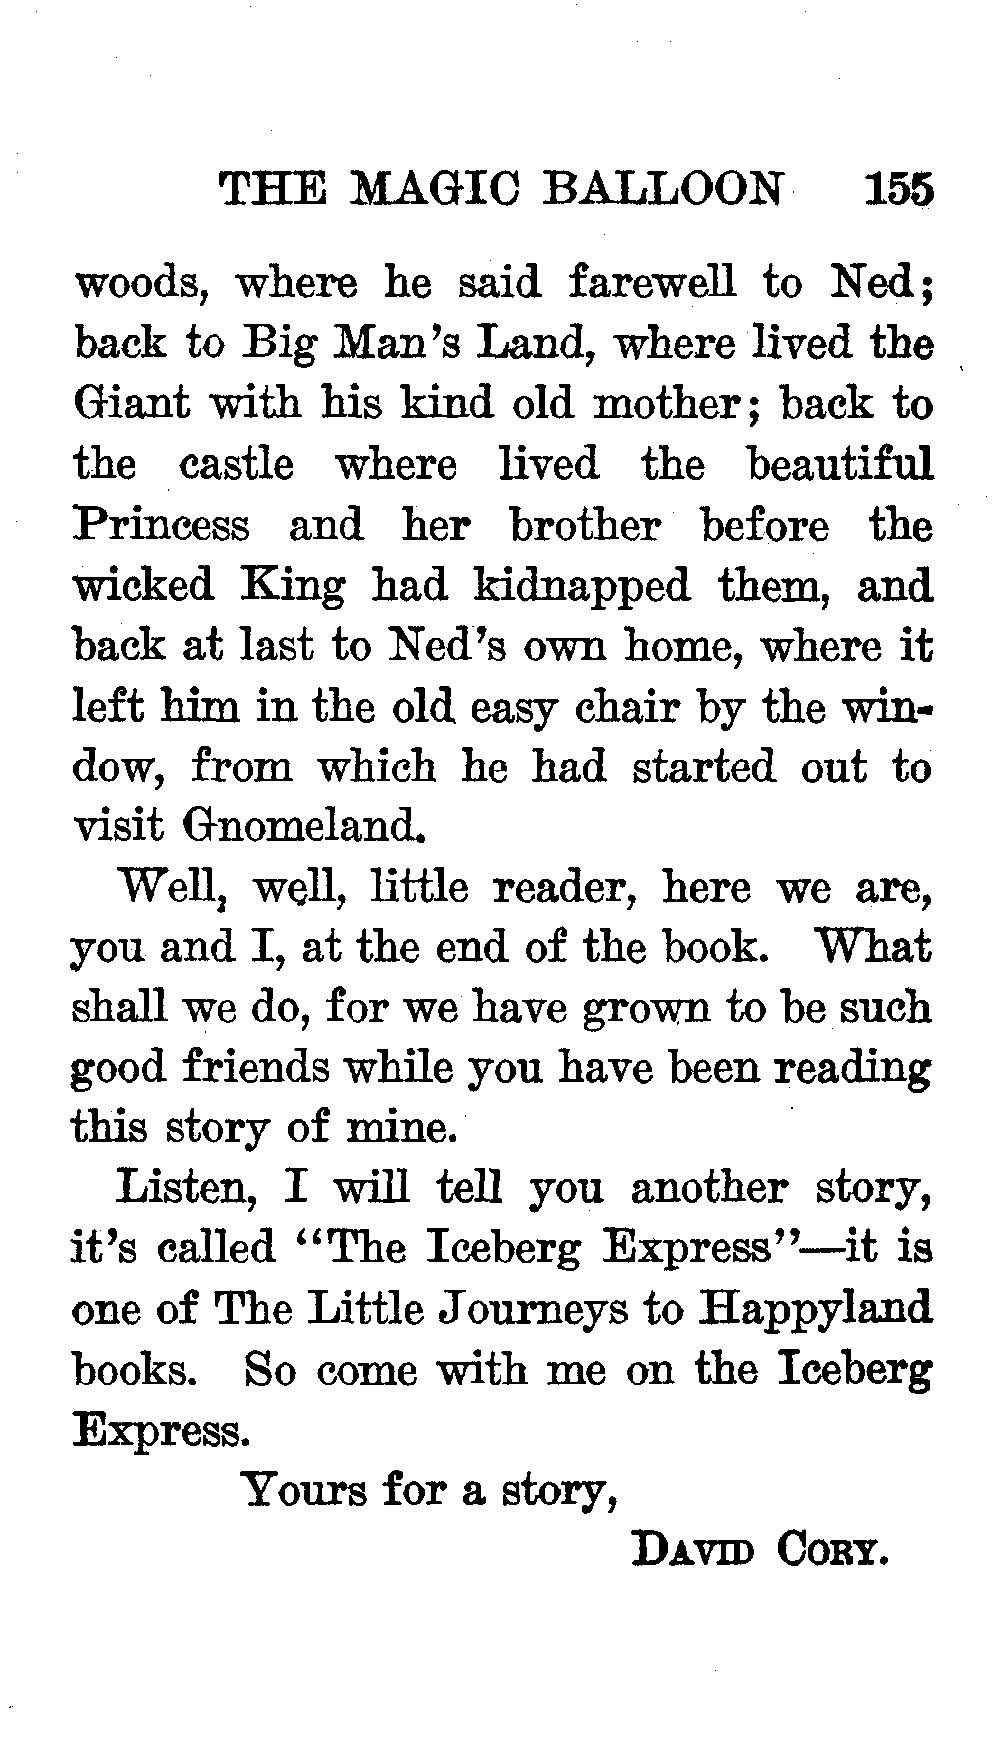 THE MAGIC BALLOON 155
woods, where he said farewell to Ned;
back to Big Man's Land, where lived the
Giant with his kind old mother; back to
the castle where lived the beautiful
Princess and her brother before the
wicked King had kidnapped them, and
back at last to Ned's own home, where it
left him in the old easy chair by the win-
dow, from which he had started out to
visit Gnomeland.
Well, well, little reader, here we are,
you and I, at the end of the book. What
shall we do, for we have grown to be such
good friends while you have been reading
this story of mine.
Listen, I will tell you another story,
it's called "The Iceberg Express"—it is
one of The Little Journeys to Happyland
books. So come with me on the Iceberg
Express.
Yours for a story,
DAVID CORY.